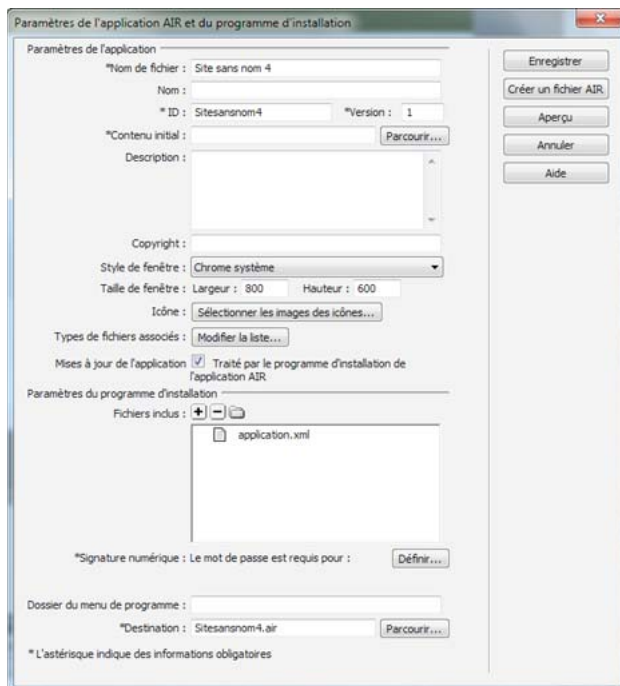 Paramètres de l'application AIR et du programme d'installation
Paramètres de l'application
*Nom de fichier : Site sans nom 4
Nom :
* ID : Sitesansnom4 *Version : 1
*Contenu initial : Parcourir...
Description :
Copyright :
Style de fenêtre : Chrome système
Taille de fenêtre : Largeur : 800 Hauteur : 600
Icône : Sélectionner les images des icônes...
Types de fichiers associés : Modifier la liste...
Mises à jour de l'application Traité par le programme d'installation de
l'application AIR
Paramètres du programme d'installation
Fichiers inclus :
application.xml
*Signature numérique : Le mot de passe est requis pour : Définir...
Dossier du menu de programme :
*Destination : Sitesansnom4.air Parcourir...
* L'astérisque indique des informations obligatoires
Enregistrer
Créer un fichier AIR
Aperçu
Annuler
Aide